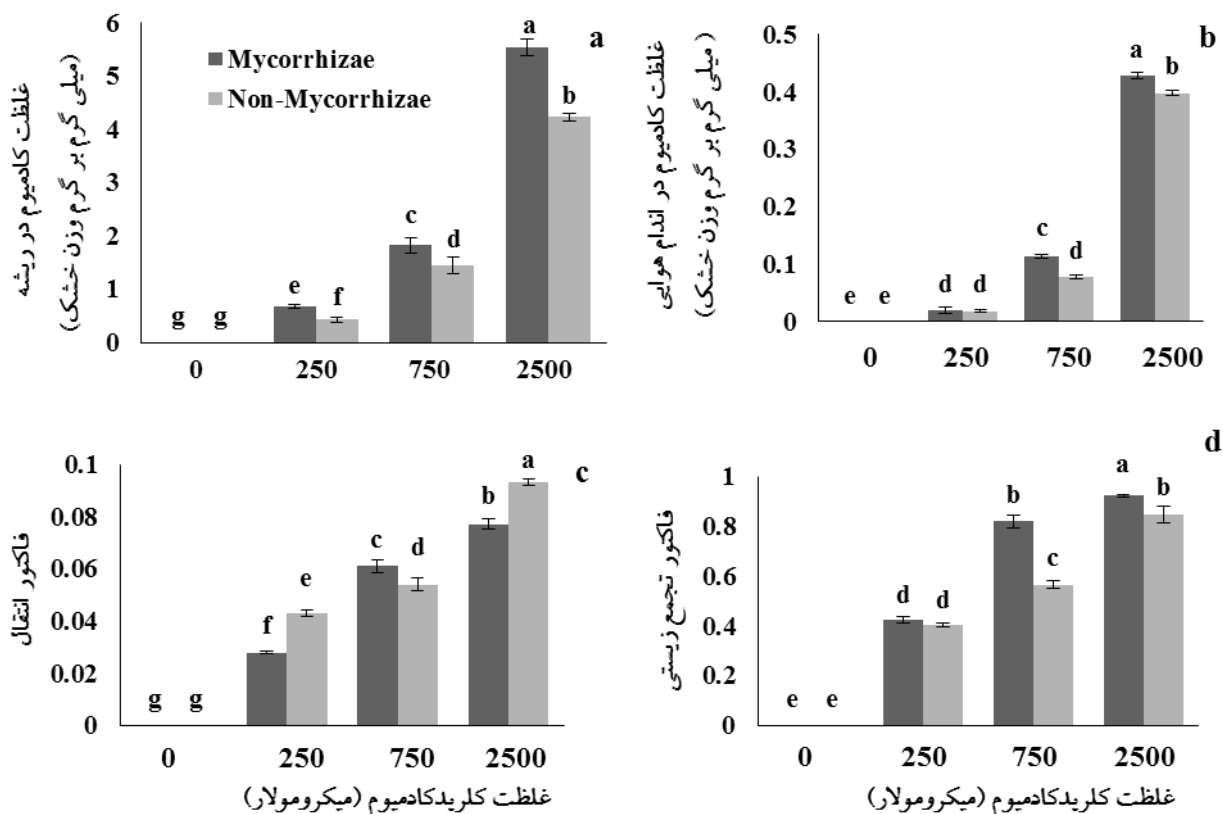 a
غلظت کادمیوم در ریشه
(میلی گرم بر گرم وزن خشک)
6
5
4
3
2
1
0
Mycorrhizae
Non-Mycorrhizae
g g e f c d a b
0 250 750 2500
b
غلظت کادمیوم در اندام هوایی
(میلی گرم بر گرم وزن خشک)
0.5
0.4
0.3
0.2
0.1
0
e e d d c d a b
0 250 750 2500
c
فاکتور انتقال
0.1
0.08
0.06
0.04
0.02
0
g g f e c d b a
0 250 750 2500
غلظت کلریدکادمیوم (میکرومولار)
d
فاکتور تجمع زیستی
1
0.8
0.6
0.4
0.2
0
e e d d b c a b
0 250 750 2500
غلظت کلریدکادمیوم (میکرومولار)